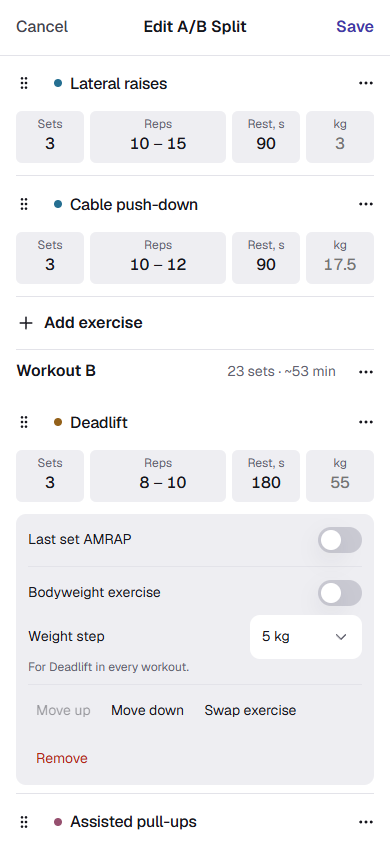 Cancel Edit A/B Split Save
Lateral raises
Sets Reps Rest, s kg
3 10 – 15 90 3
Cable push-down
Sets Reps Rest, s kg
3 10 – 12 90 17.5
Add exercise
Workout B 23 sets · ~53 min
Deadlift
Sets Reps Rest, s kg
3 8 – 10 180 55
Last set AMRAP
Bodyweight exercise
Weight step 5 kg
For Deadlift in every workout.
Move up Move down Swap exercise
Remove
Assisted pull-ups